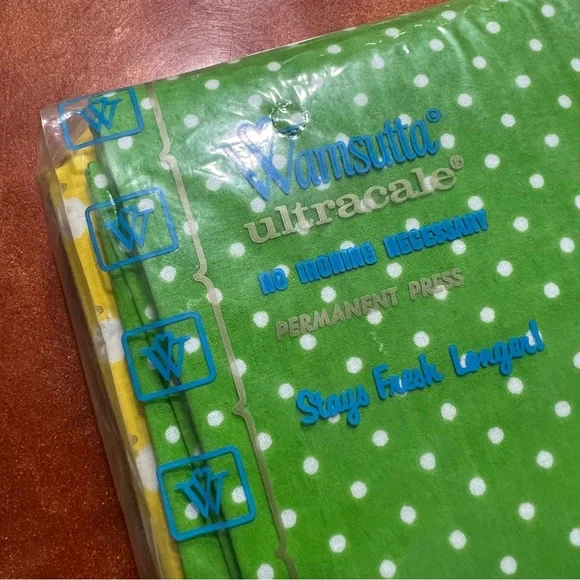 Wamsutta®
ultracale®
NO IRONING NECESSARY
PERMANENT PRESS
Stays Fresh Longer!
W
W
W
W